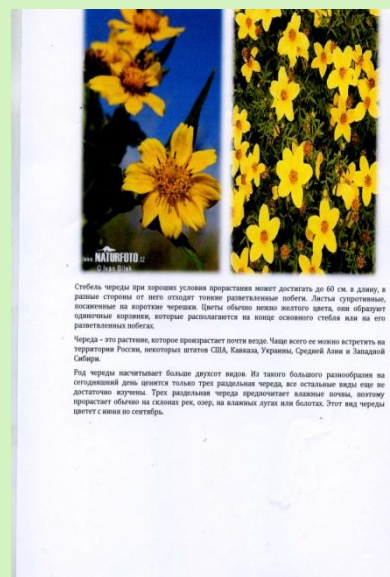 www.NATURFOTO.cz
© Ivan Bílek
Стебель череды при хороших условия прорастания может достигать до 60 см. в длину, в
разные стороны от него отходят тонкие разветвленные побеги. Листья супротивные,
посаженные на короткие черешки. Цветы обычно нежно желтого цвета, они образуют
одиночные корзинки, которые располагаются на конце основного стебля или на его
разветвленных побегах.
Череда – это растение, которое произрастает почти везде. Чаще всего ее можно встретить на
территории России, некоторых штатов США, Кавказа, Украины, Средней Азии и Западной
Сибири.
Род череды насчитывает больше двухсот видов. Из такого большого разнообразия на
сегодняшний день ценится только трех раздельная череда, все остальные виды еще не
достаточно изучены. Трех раздельная череда предпочитает влажные почвы, поэтому
прорастает обычно на склонах рек, озер, на влажных лугах или болотах. Этот вид череды
цветет с июня по сентябрь.